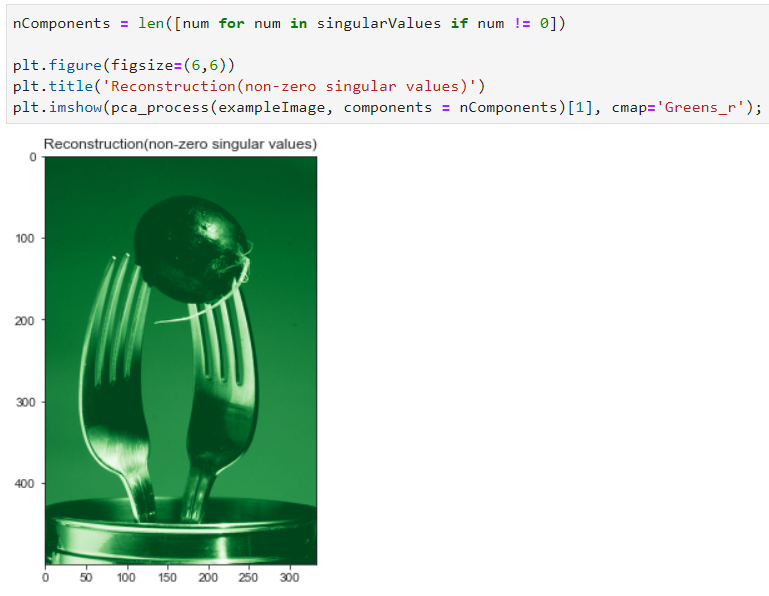 nComponents = len([num for num in singularValues if num != 0])
plt.figure(figsize=(6,6))
plt.title('Reconstruction(non-zero singular values)')
plt.imshow(pca_process(exampleImage, components = nComponents)[1], cmap='Greens_r');
Reconstruction(non-zero singular values)
0
100
200
300
400
0 50 100 150 200 250 300